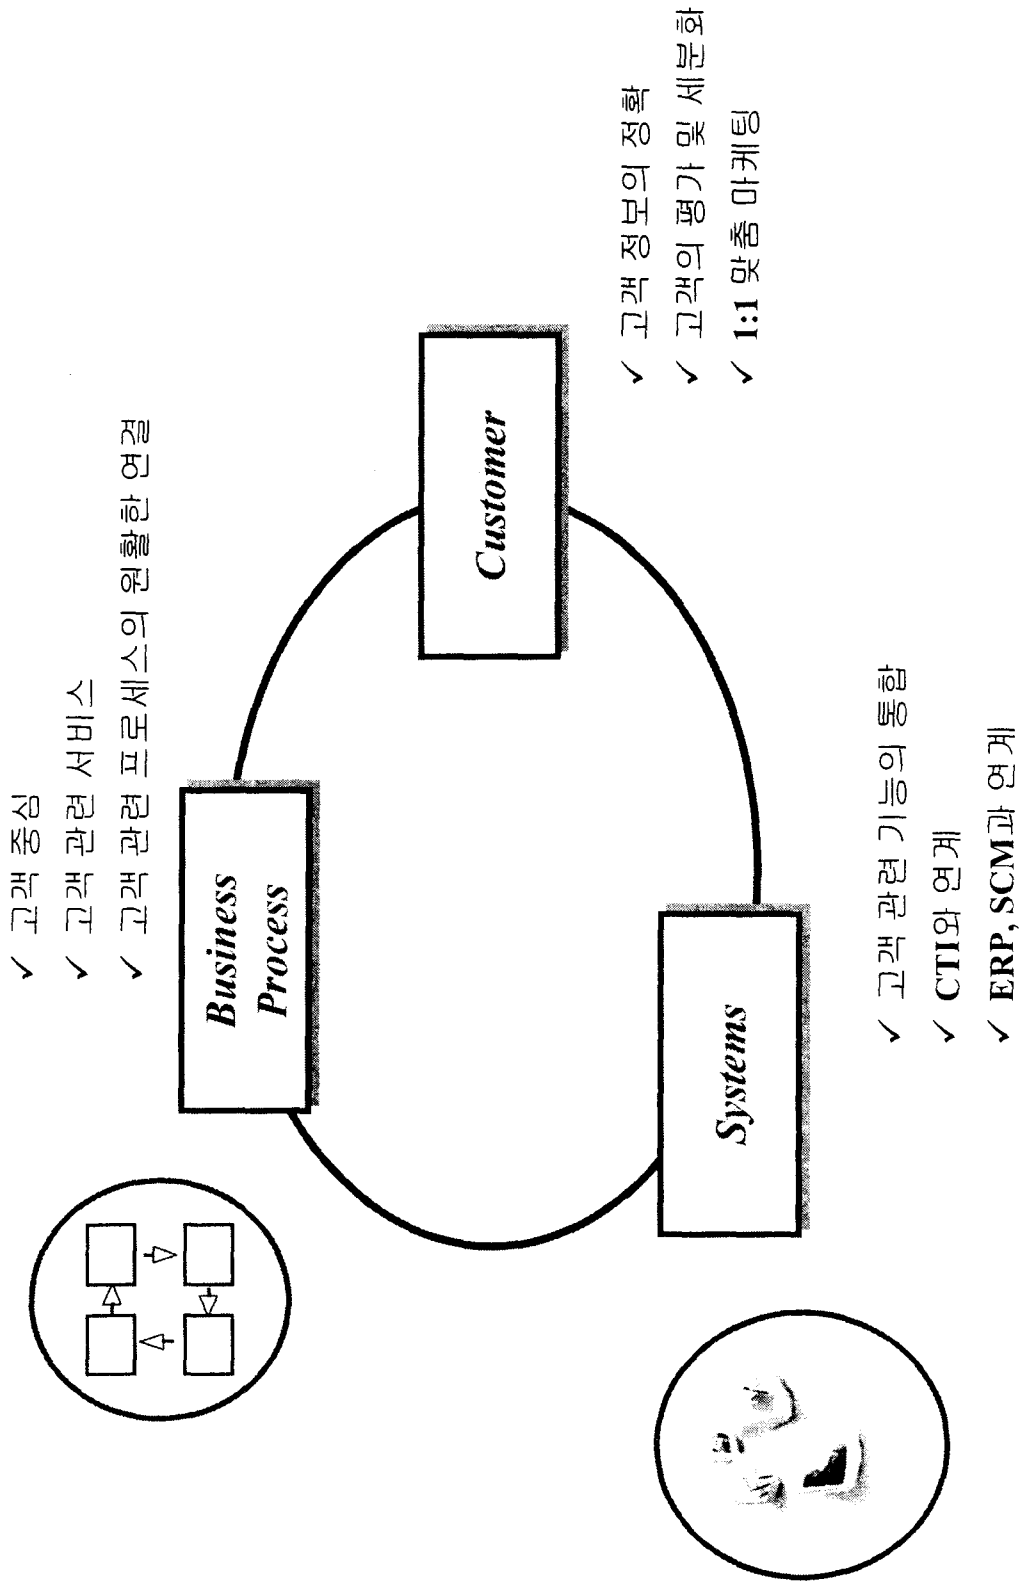 ✓ 고객 중심
✓ 고객 관련 서비스
✓ 고객 관련 프로세스의 원활한 연결
Business
Process
Customer
✓ 고객 정보의 정확
✓ 고객의 평가 및 세분화
✓ 1:1 맞춤 마케팅
Systems
✓ 고객 관련 기능의 통합
✓ CTI와 연계
✓ ERP, SCM과 연계